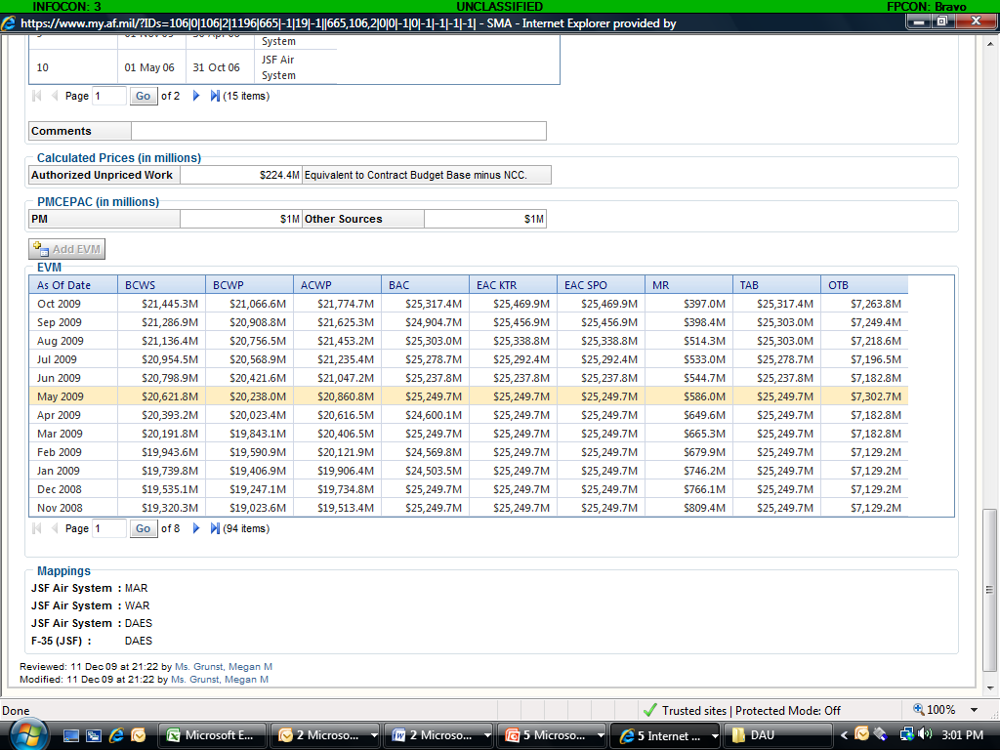 INFOCON: 3 UNCLASSIFIED FPCON: Bravo
https://www.my.af.mil/?IDs=106|0|106|2|1196|665|-1|19|-1||665,106,2|0|0|-1|0|-1|-1|-1|-1| - SMA - Internet Explorer provided by
System
10 01 May 06 31 Oct 06 JSF Air
System
Page 1 Go of 2 (15 items)
Comments
Calculated Prices (in millions)
Authorized Unpriced Work $224.4M Equivalent to Contract Budget Base minus NCC.
PMCEPAC (in millions)
PM $1M Other Sources $1M
Add EVM
EVM
As Of Date BCWS BCWP ACWP BAC EAC KTR EAC SPO MR TAB OTB
Oct 2009 $21,445.3M $21,066.6M $21,774.7M $25,317.4M $25,469.9M $25,469.9M $397.0M $25,317.4M $7,263.8M
Sep 2009 $21,286.9M $20,908.8M $21,625.3M $24,904.7M $25,456.9M $25,456.9M $398.4M $25,303.0M $7,249.4M
Aug 2009 $21,136.4M $20,756.5M $21,453.2M $25,303.0M $25,338.8M $25,338.8M $514.3M $25,303.0M $7,218.6M
Jul 2009 $20,954.5M $20,568.9M $21,235.4M $25,278.7M $25,292.4M $25,292.4M $533.0M $25,278.7M $7,196.5M
Jun 2009 $20,798.9M $20,421.6M $21,047.2M $25,237.8M $25,237.8M $25,237.8M $544.7M $25,237.8M $7,182.8M
May 2009 $20,621.8M $20,238.0M $20,860.8M $25,249.7M $25,249.7M $25,249.7M $586.0M $25,249.7M $7,302.7M
Apr 2009 $20,393.2M $20,023.4M $20,616.5M $24,600.1M $25,249.7M $25,249.7M $649.6M $25,249.7M $7,182.8M
Mar 2009 $20,191.8M $19,843.1M $20,406.5M $25,249.7M $25,249.7M $25,249.7M $665.3M $25,249.7M $7,182.8M
Feb 2009 $19,943.6M $19,590.9M $20,121.9M $24,569.8M $25,249.7M $25,249.7M $679.9M $25,249.7M $7,129.2M
Jan 2009 $19,739.8M $19,406.9M $19,906.4M $24,503.5M $25,249.7M $25,249.7M $746.2M $25,249.7M $7,129.2M
Dec 2008 $19,535.1M $19,247.1M $19,734.8M $25,249.7M $25,249.7M $25,249.7M $766.1M $25,249.7M $7,129.2M
Nov 2008 $19,320.3M $19,023.6M $19,513.4M $25,249.7M $25,249.7M $25,249.7M $809.4M $25,249.7M $7,129.2M
Page 1 Go of 8 (94 items)
Mappings
JSF Air System : MAR
JSF Air System : WAR
JSF Air System : DAES
F-35 (JSF) : DAES
Reviewed: 11 Dec 09 at 21:22 by Ms. Grunst, Megan M
Modified: 11 Dec 09 at 21:22 by Ms. Grunst, Megan M
Done Trusted sites | Protected Mode: Off 100%
Microsoft E... 2 Microso... 2 Microso... 5 Microso... 5 Internet ... DAU 3:01 PM